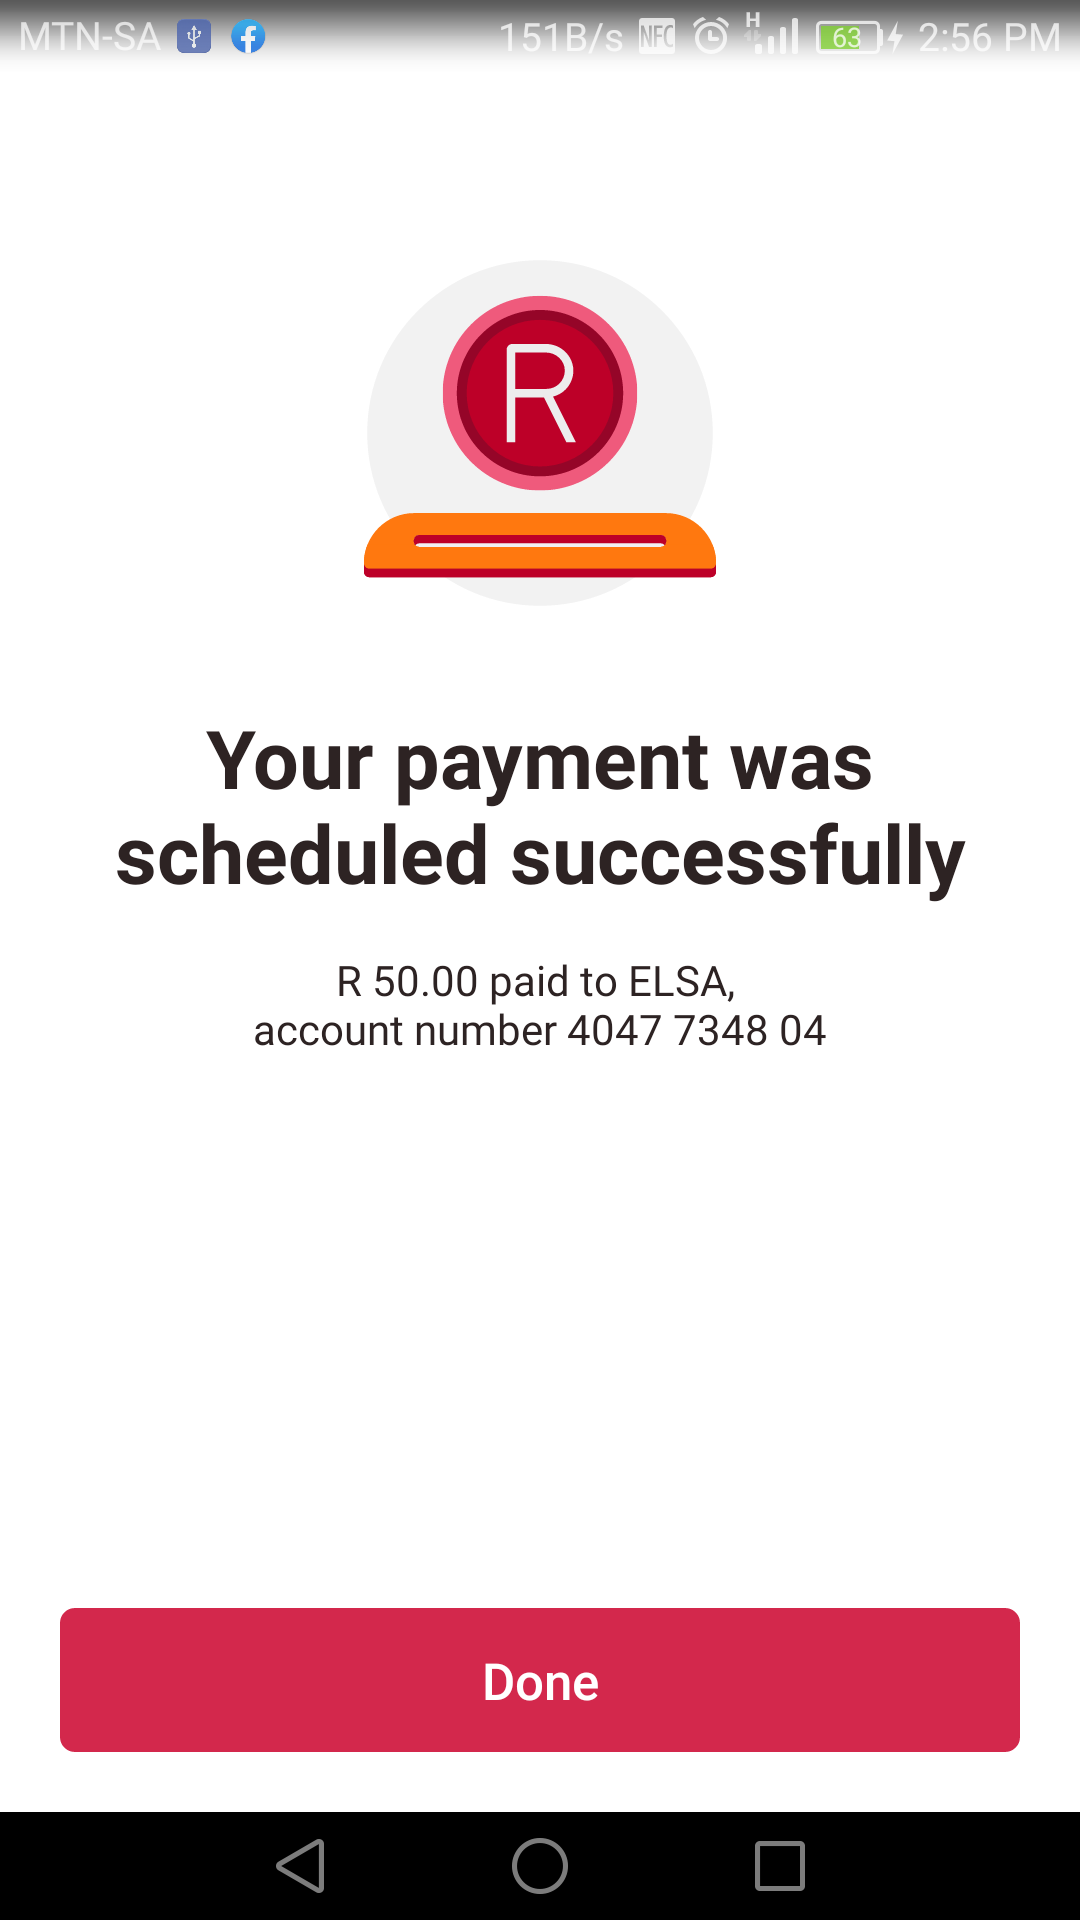 MTN-SA 151B/s NFC H 63 2:56 PM
R
Your payment was
scheduled successfully
R 50.00 paid to ELSA,
account number 4047 7348 04
Done